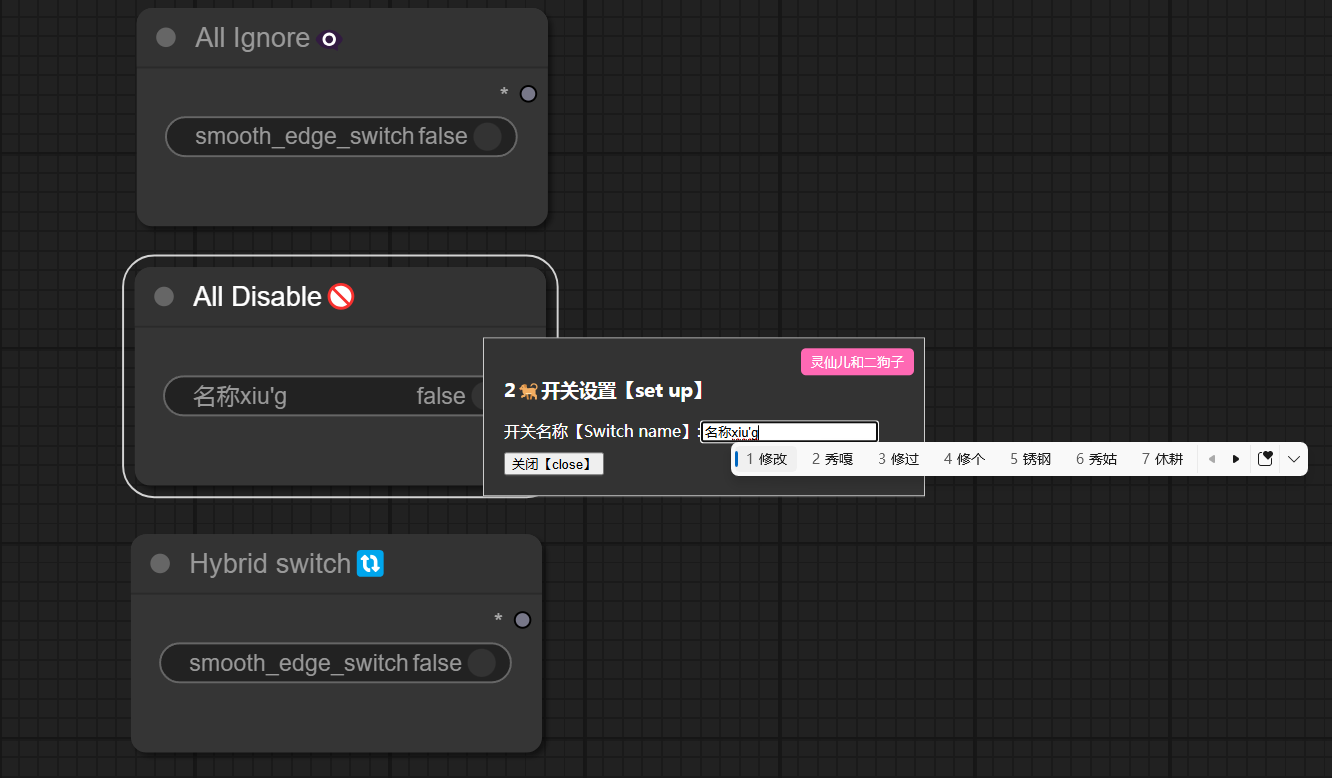 All Ignore
*
smooth_edge_switch false
All Disable
名称xiu'g false
灵仙儿和二狗子
2🐕开关设置【set up】
开关名称【Switch name】: 名称xiu'g
1 修改 2 秀嘎 3 修过 4 修个 5 锈钢 6 秀姑 7 休耕
关闭【close】
Hybrid switch
*
smooth_edge_switch false